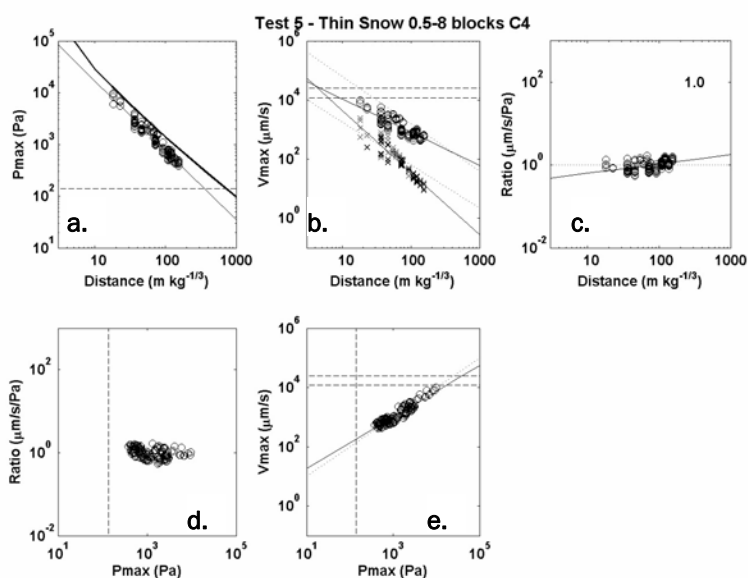 Test 5 - Thin Snow 0.5-8 blocks C4
Pmax (Pa)
10^5
10^4
10^3
10^2
10^1
10
100
1000
Distance (m kg^-1/3)
a.
Vmax (μm/s)
10^6
10^4
10^2
10^0
10
100
1000
Distance (m kg^-1/3)
b.
Ratio (μm/s/Pa)
10^2
10^0
10^-2
10
100
1000
Distance (m kg^-1/3)
1.0
c.
Ratio (μm/s/Pa)
10^2
10^0
10^-2
10^1
10^3
10^5
Pmax (Pa)
d.
Vmax (μm/s)
10^6
10^4
10^2
10^0
10^1
10^3
10^5
Pmax (Pa)
e.